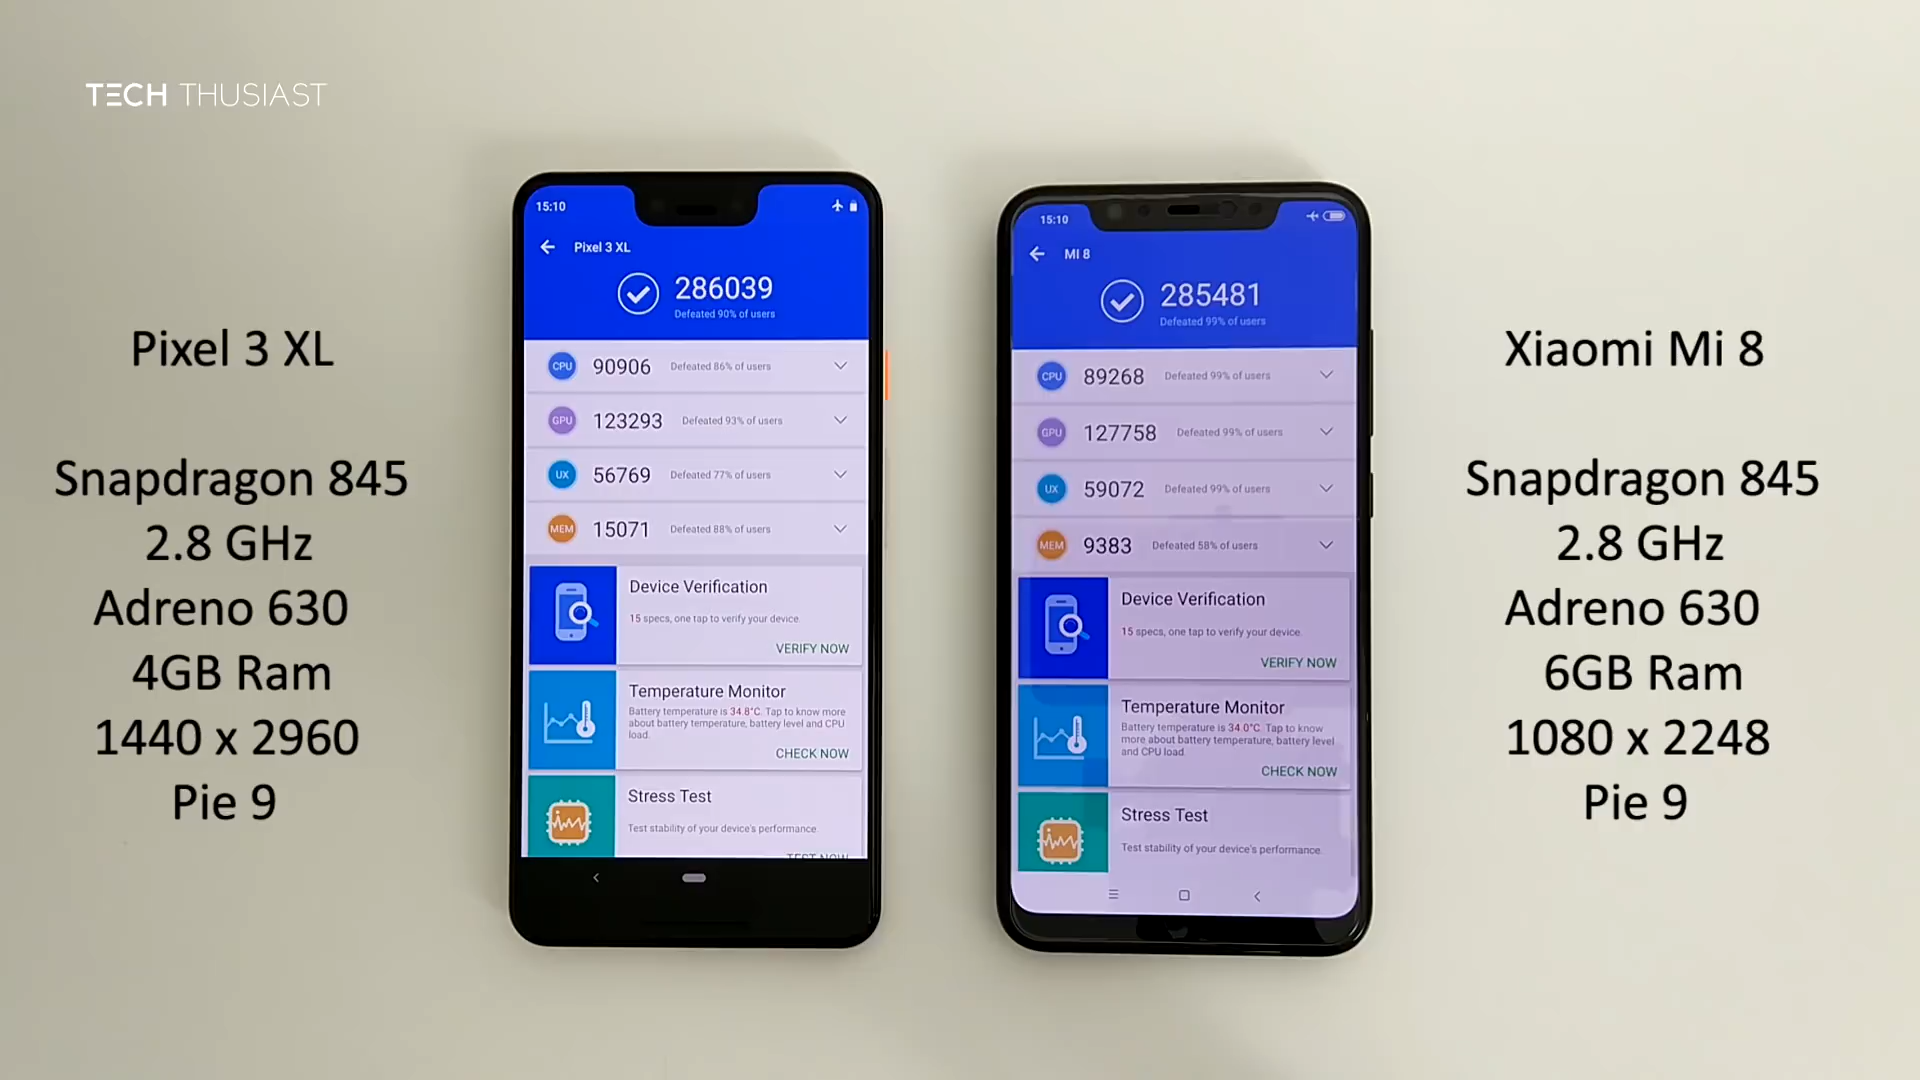 TECH THUSIAST
Pixel 3 XL
Snapdragon 845
2.8 GHz
Adreno 630
4GB Ram
1440 x 2960
Pie 9
15:10
Pixel 3 XL
286039
Defeated 90% of users
CPU 90906 Defeated 86% of users
GPU 123293 Defeated 93% of users
UX 56769 Defeated 77% of users
MEM 15071 Defeated 88% of users
Device Verification
15 specs, one tap to verify your device.
VERIFY NOW
Temperature Monitor
Battery temperature is 34.8°C. Tap to know more
about battery temperature, battery level and CPU
load.
CHECK NOW
Stress Test
Test stability of your device's performance.
TEST NOW
15:10
MI 8
285481
Defeated 99% of users
CPU 89268 Defeated 99% of users
GPU 127758 Defeated 99% of users
UX 59072 Defeated 99% of users
MEM 9383 Defeated 58% of users
Device Verification
15 specs, one tap to verify your device.
VERIFY NOW
Temperature Monitor
Battery temperature is 34.0°C. Tap to know
more about battery temperature, battery level
and CPU load.
CHECK NOW
Stress Test
Test stability of your device's performance.
Xiaomi Mi 8
Snapdragon 845
2.8 GHz
Adreno 630
6GB Ram
1080 x 2248
Pie 9